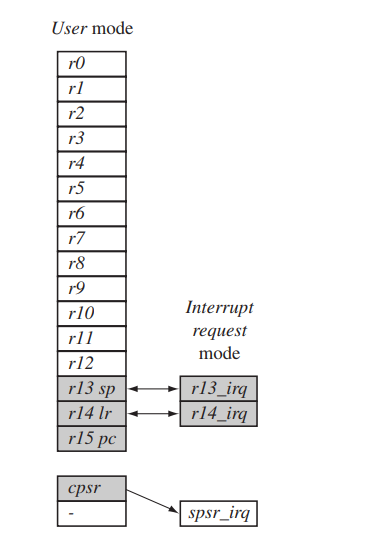 User mode
r0
r1
r2
r3
r4
r5
r6
r7
r8
r9
r10
r11
r12
r13 sp
r14 lr
r15 pc
cpsr
-
Interrupt
request
mode
r13_irq
r14_irq
spsr_irq